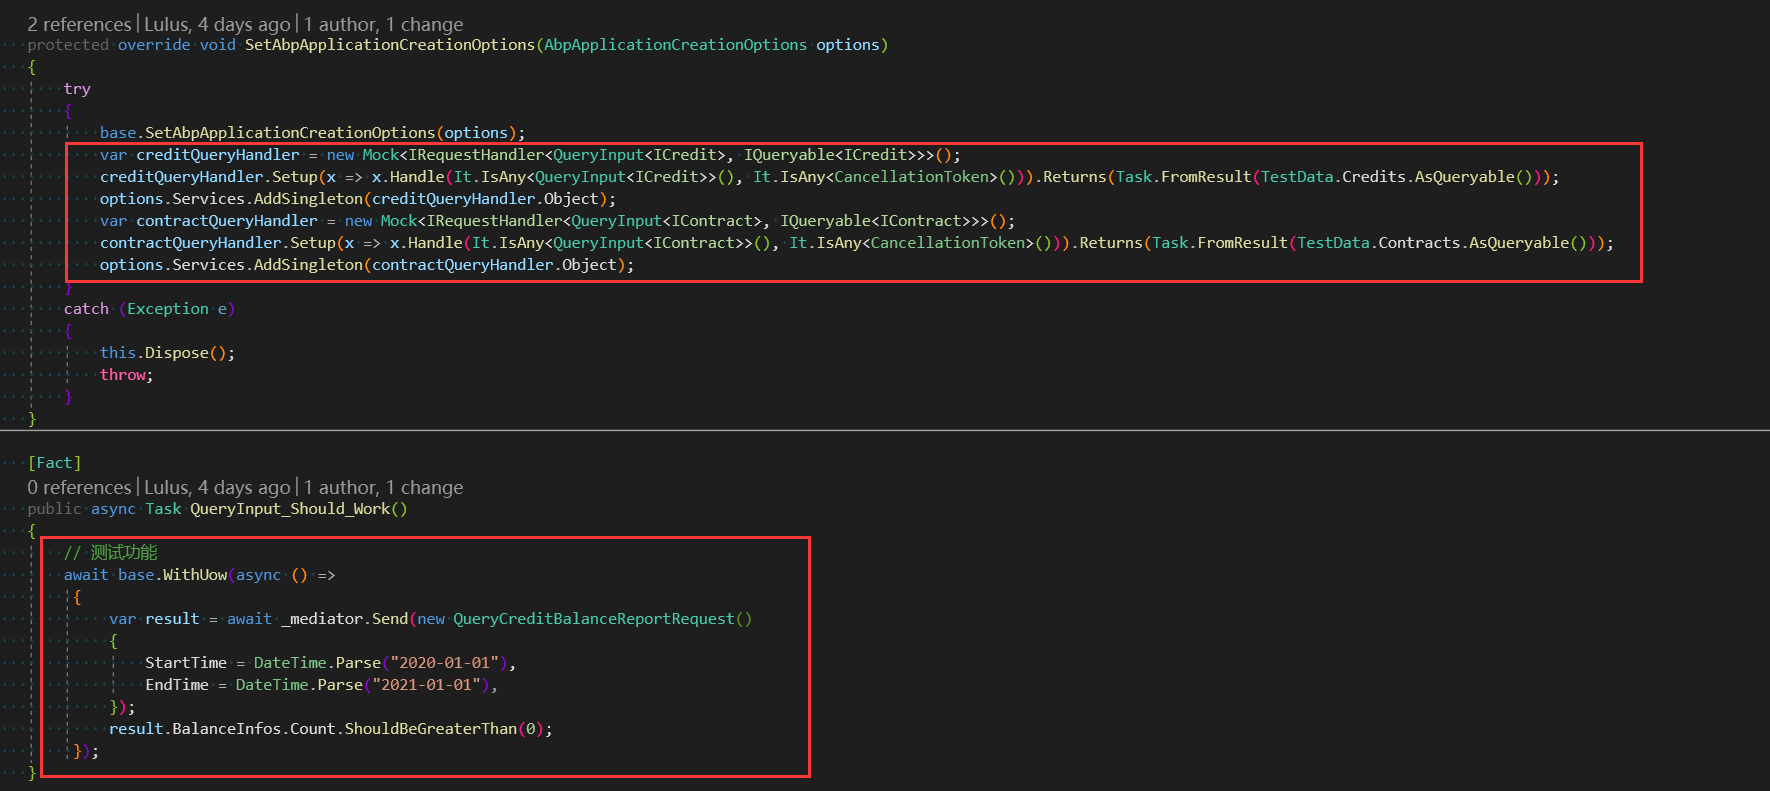 2 references | Lulus, 4 days ago | 1 author, 1 change
protected override void SetAbpApplicationCreationOptions(AbpApplicationCreationOptions options)
{
try
{
base.SetAbpApplicationCreationOptions(options);
var creditQueryHandler = new Mock<IRequestHandler<QueryInput<ICredit>, IQueryable<ICredit>>>();
creditQueryHandler.Setup(x => x.Handle(It.IsAny<QueryInput<ICredit>>(), It.IsAny<CancellationToken>())).Returns(Task.FromResult(TestData.Credits.AsQueryable()));
options.Services.AddSingleton(creditQueryHandler.Object);
var contractQueryHandler = new Mock<IRequestHandler<QueryInput<IContract>, IQueryable<IContract>>>();
contractQueryHandler.Setup(x => x.Handle(It.IsAny<QueryInput<IContract>>(), It.IsAny<CancellationToken>())).Returns(Task.FromResult(TestData.Contracts.AsQueryable()));
options.Services.AddSingleton(contractQueryHandler.Object);
}
catch (Exception e)
{
this.Dispose();
throw;
}
}
[Fact]
0 references | Lulus, 4 days ago | 1 author, 1 change
public async Task QueryInput_Should_Work()
{
// 测试功能
await base.WithUow(async () =>
{
var result = await _mediator.Send(new QueryCreditBalanceReportRequest()
{
StartTime = DateTime.Parse("2020-01-01"),
EndTime = DateTime.Parse("2021-01-01"),
});
result.BalanceInfos.Count.ShouldBeGreaterThan(0);
});
}